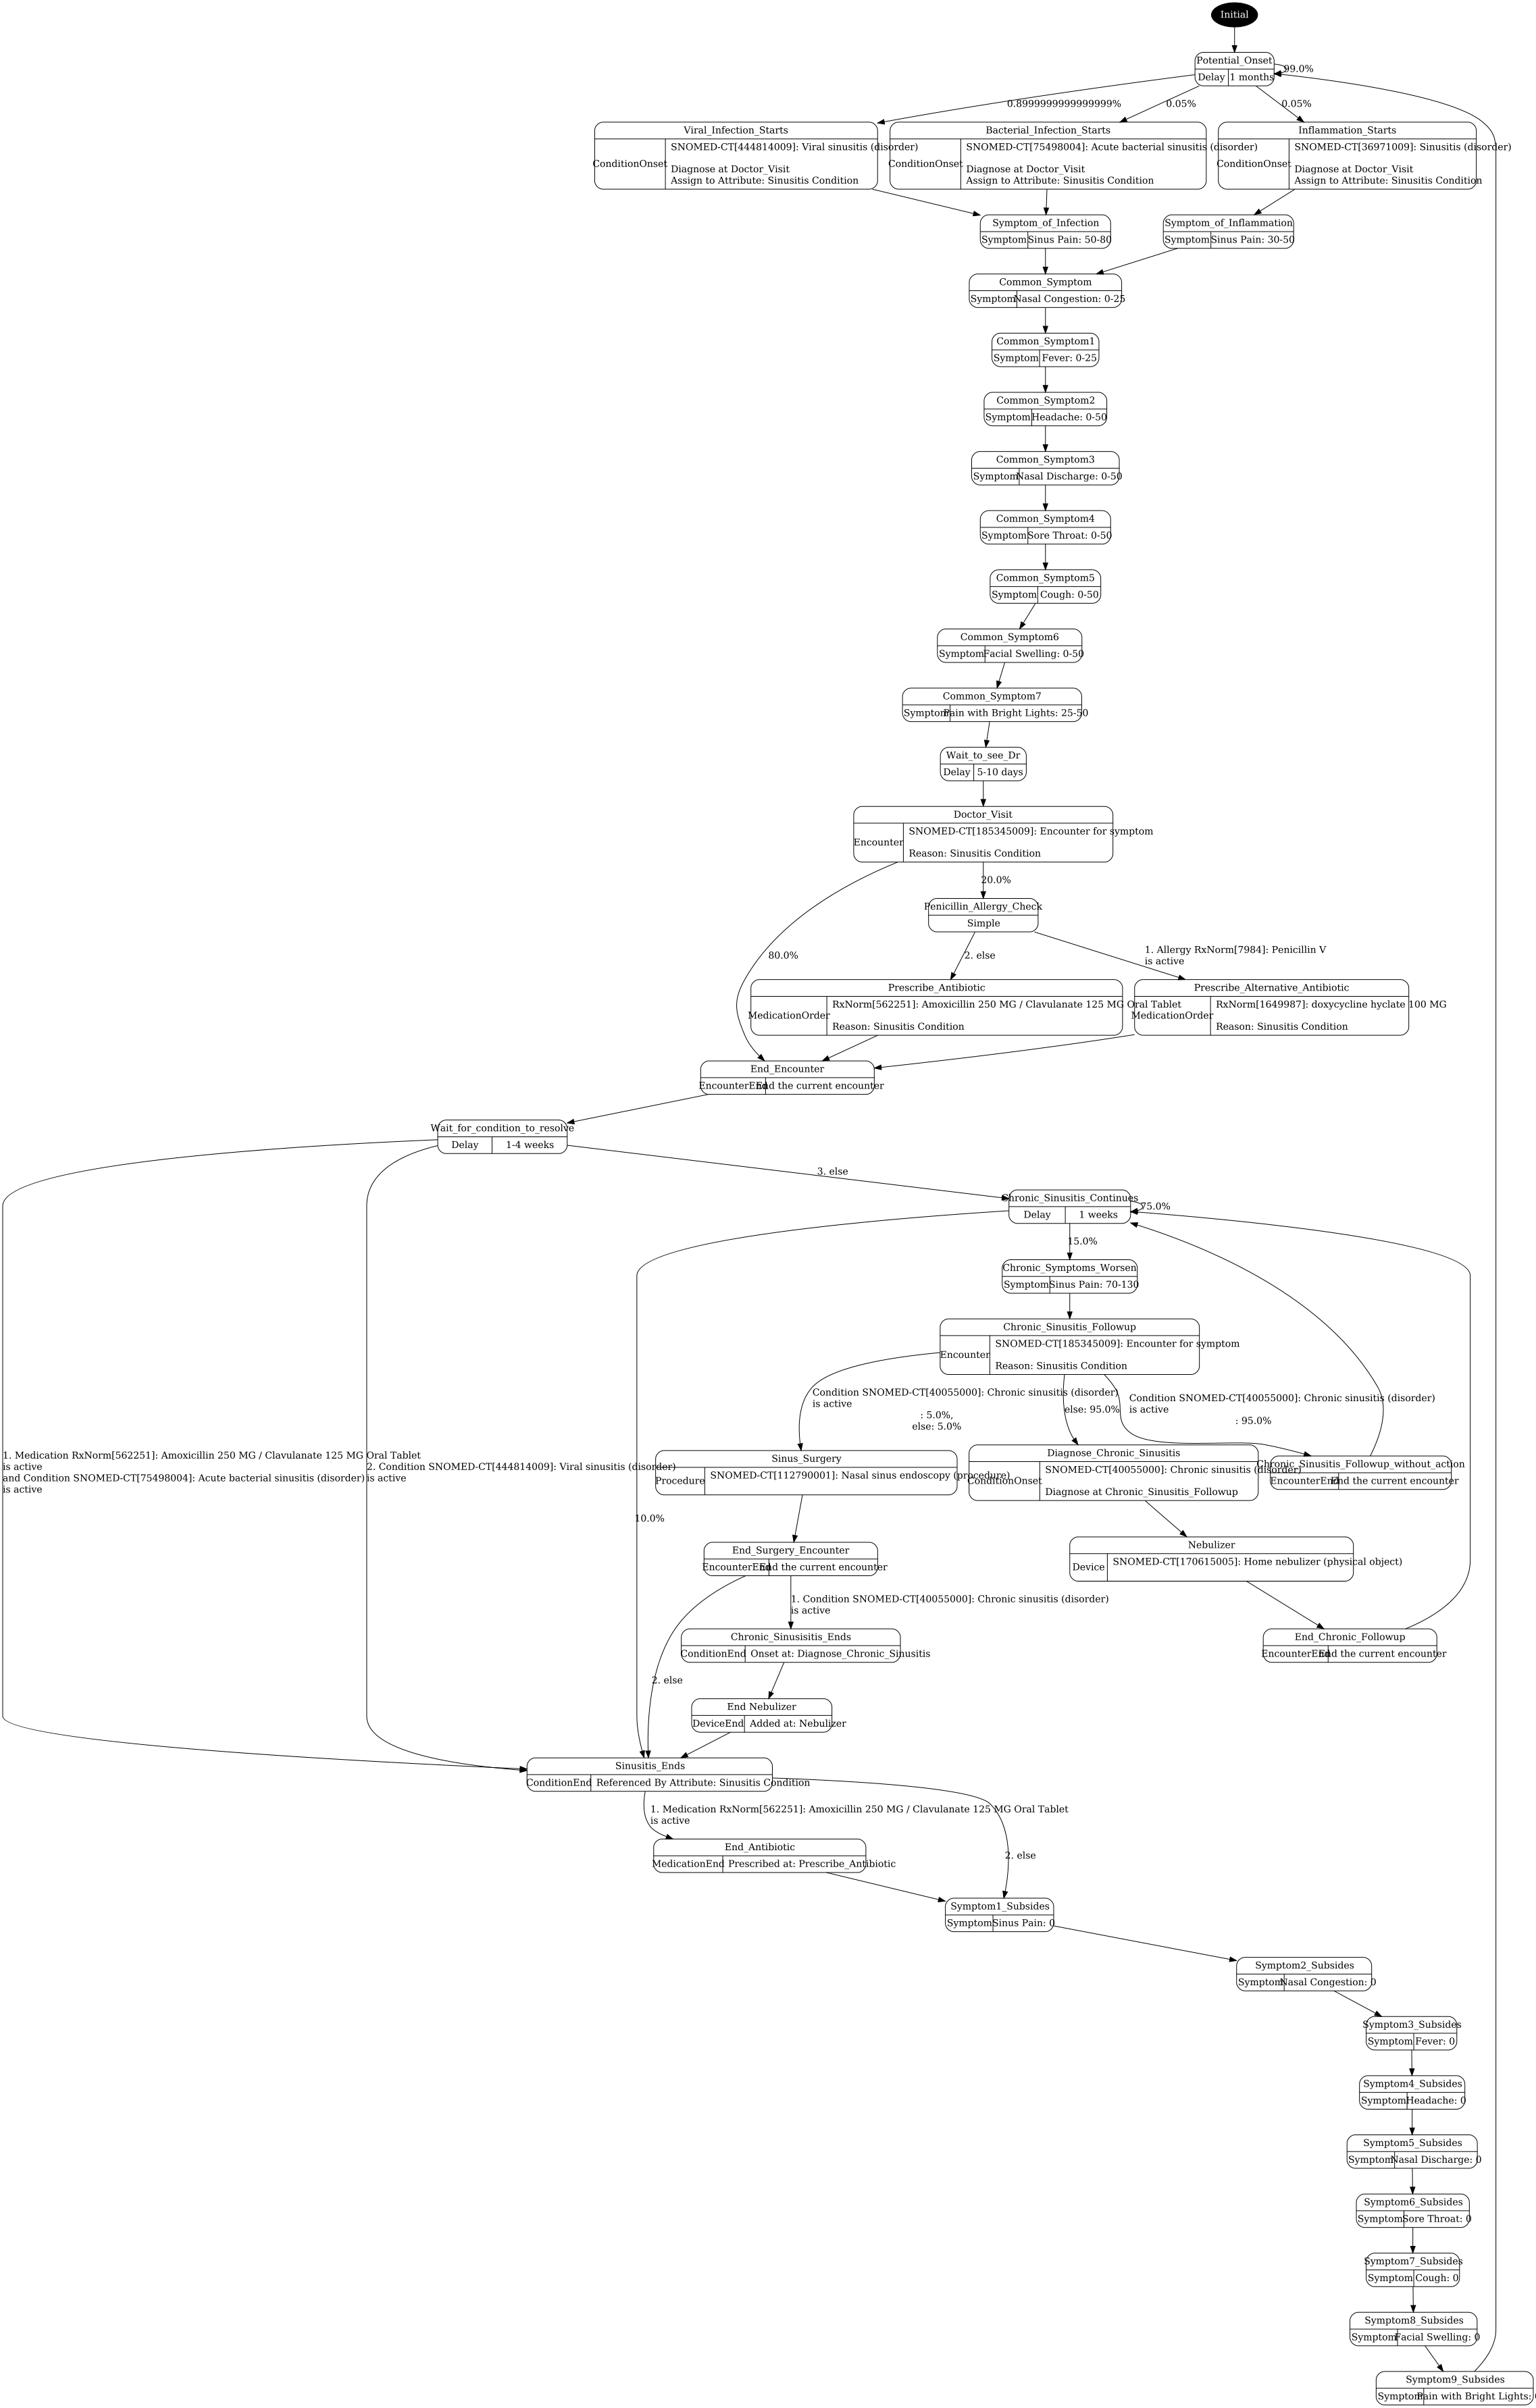 Initial
Potential_Onset
Delay
1 months
99.0%
0.8999999999999999%
0.05%
0.05%
Viral_Infection_Starts
ConditionOnset
SNOMED-CT[444814009]: Viral sinusitis (disorder)
Diagnose at Doctor_Visit
Assign to Attribute: Sinusitis Condition
Bacterial_Infection_Starts
ConditionOnset
SNOMED-CT[75498004]: Acute bacterial sinusitis (disorder)
Diagnose at Doctor_Visit
Assign to Attribute: Sinusitis Condition
Inflammation_Starts
ConditionOnset
SNOMED-CT[36971009]: Sinusitis (disorder)
Diagnose at Doctor_Visit
Assign to Attribute: Sinusitis Condition
Symptom_of_Infection
Symptom
Sinus Pain: 50-80
Symptom_of_Inflammation
Symptom
Sinus Pain: 30-50
Common_Symptom
Symptom
Nasal Congestion: 0-25
Common_Symptom1
Symptom
Fever: 0-25
Common_Symptom2
Symptom
Headache: 0-50
Common_Symptom3
Symptom
Nasal Discharge: 0-50
Common_Symptom4
Symptom
Sore Throat: 0-50
Common_Symptom5
Symptom
Cough: 0-50
Common_Symptom6
Symptom
Facial Swelling: 0-50
Common_Symptom7
Symptom
Pain with Bright Lights: 25-50
Wait_to_see_Dr
Delay
5-10 days
Doctor_Visit
Encounter
SNOMED-CT[185345009]: Encounter for symptom
Reason: Sinusitis Condition
20.0%
80.0%
Penicillin_Allergy_Check
Simple
2. else
1. Allergy RxNorm[7984]: Penicillin V
is active
Prescribe_Antibiotic
MedicationOrder
RxNorm[562251]: Amoxicillin 250 MG / Clavulanate 125 MG Oral Tablet
Reason: Sinusitis Condition
Prescribe_Alternative_Antibiotic
MedicationOrder
RxNorm[1649987]: doxycycline hyclate 100 MG
Reason: Sinusitis Condition
End_Encounter
EncounterEnd
End the current encounter
Wait_for_condition_to_resolve
Delay
1-4 weeks
3. else
Chronic_Sinusitis_Continues
Delay
1 weeks
75.0%
15.0%
Chronic_Symptoms_Worsen
Symptom
Sinus Pain: 70-130
Chronic_Sinusitis_Followup
Encounter
SNOMED-CT[185345009]: Encounter for symptom
Reason: Sinusitis Condition
Condition SNOMED-CT[40055000]: Chronic sinusitis (disorder)
is active
: 5.0%,
else: 5.0%
else: 95.0%
Condition SNOMED-CT[40055000]: Chronic sinusitis (disorder)
is active
: 95.0%
1. Medication RxNorm[562251]: Amoxicillin 250 MG / Clavulanate 125 MG Oral Tablet
is active
and Condition SNOMED-CT[75498004]: Acute bacterial sinusitis (disorder)
is active
2. Condition SNOMED-CT[444814009]: Viral sinusitis (disorder)
is active
Sinus_Surgery
Procedure
SNOMED-CT[112790001]: Nasal sinus endoscopy (procedure)
Diagnose_Chronic_Sinusitis
ConditionOnset
SNOMED-CT[40055000]: Chronic sinusitis (disorder)
Diagnose at Chronic_Sinusitis_Followup
Chronic_Sinusitis_Followup_without_action
EncounterEnd
End the current encounter
10.0%
End_Surgery_Encounter
EncounterEnd
End the current encounter
Nebulizer
Device
SNOMED-CT[170615005]: Home nebulizer (physical object)
1. Condition SNOMED-CT[40055000]: Chronic sinusitis (disorder)
is active
Chronic_Sinusisitis_Ends
ConditionEnd
Onset at: Diagnose_Chronic_Sinusitis
End_Chronic_Followup
EncounterEnd
End the current encounter
2. else
End Nebulizer
DeviceEnd
Added at: Nebulizer
Sinusitis_Ends
ConditionEnd
Referenced By Attribute: Sinusitis Condition
1. Medication RxNorm[562251]: Amoxicillin 250 MG / Clavulanate 125 MG Oral Tablet
is active
2. else
End_Antibiotic
MedicationEnd
Prescribed at: Prescribe_Antibiotic
Symptom1_Subsides
Symptom
Sinus Pain: 0
Symptom2_Subsides
Symptom
Nasal Congestion: 0
Symptom3_Subsides
Symptom
Fever: 0
Symptom4_Subsides
Symptom
Headache: 0
Symptom5_Subsides
Symptom
Nasal Discharge: 0
Symptom6_Subsides
Symptom
Sore Throat: 0
Symptom7_Subsides
Symptom
Cough: 0
Symptom8_Subsides
Symptom
Facial Swelling: 0
Symptom9_Subsides
Symptom
Pain with Bright Lights: